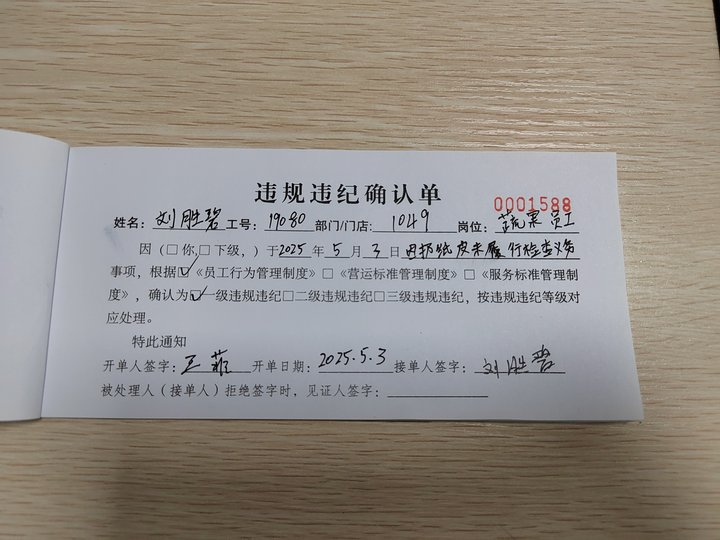 违规违纪确认单
0001588
姓名：刘胜碧 工号：19080 部门/门店：1049 岗位：蔬果员工
因（□你，□下级，）于2025年5月3日扔纸皮未履行检查义务
事项，根据☑《员工行为管理制度》□《营运标准管理制度》□《服务标准管理制
度》，确认为☑一级违规违纪□二级违规违纪□三级违规违纪，按违规违纪等级对
应处理。
特此通知
开单人签字：王菲 开单日期：2025.5.3 接单人签字：刘胜碧
被处理人（接单人）拒绝签字时，见证人签字：